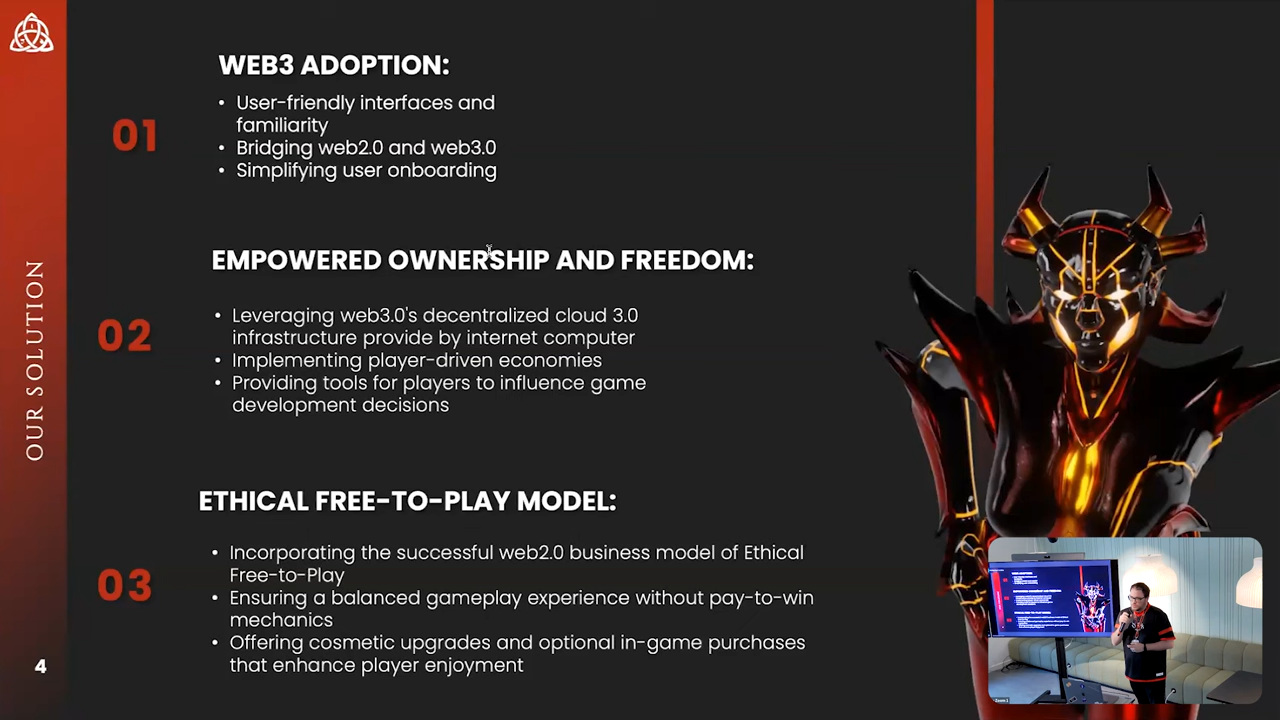 WEB3 ADOPTION:
01
• User-friendly interfaces and
familiarity
• Bridging web2.0 and web3.0
• Simplifying user onboarding
EMPOWERED OWNERSHIP AND FREEDOM:
02
• Leveraging web3.0's decentralized cloud 3.0
infrastructure provide by internet computer
• Implementing player-driven economies
• Providing tools for players to influence game
development decisions
ETHICAL FREE-TO-PLAY MODEL:
03
• Incorporating the successful web2.0 business model of Ethical
Free-to-Play
• Ensuring a balanced gameplay experience without pay-to-win
mechanics
• Offering cosmetic upgrades and optional in-game purchases
that enhance player enjoyment
OUR SOLUTION
4